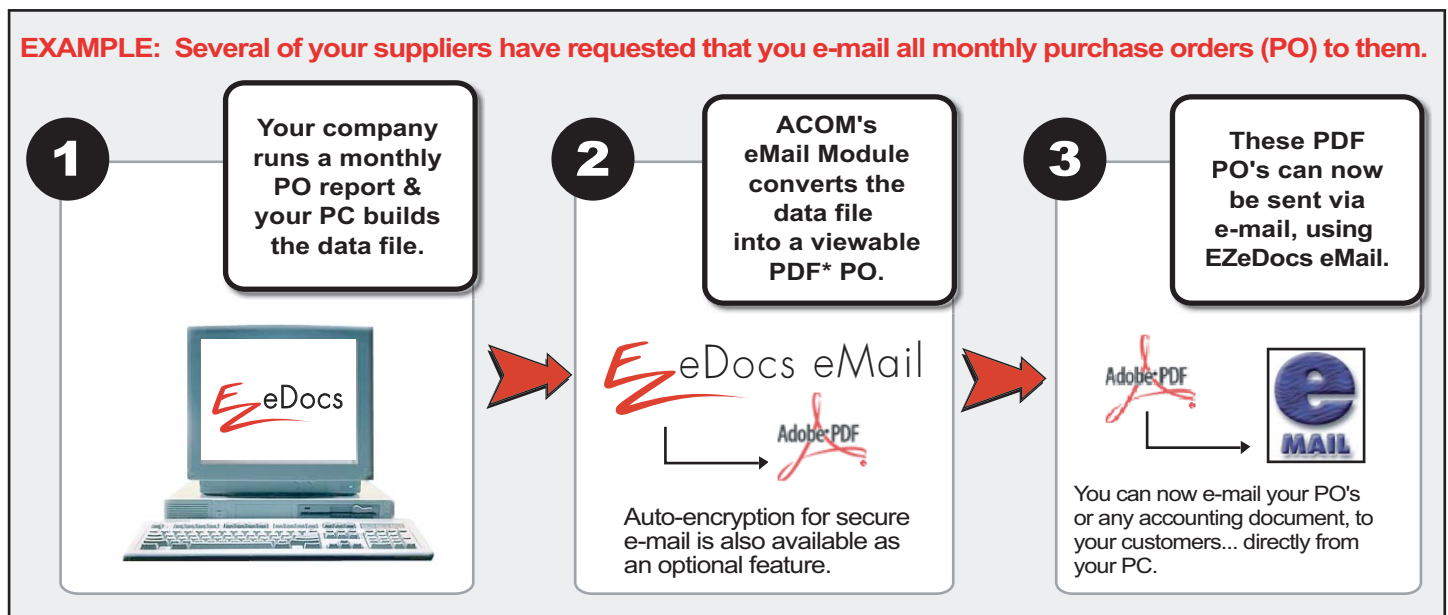 EXAMPLE: Several of your suppliers have requested that you e-mail all monthly purchase orders (PO) to them.
1
Your company
runs a monthly
PO report &
your PC builds
the data file.
EZeDocs
2
ACOM's
eMail Module
converts the
data file
into a viewable
PDF* PO.
EZeDocs eMail
Adobe PDF
Auto-encryption for secure
e-mail is also available as
an optional feature.
3
These PDF
PO's can now
be sent via
e-mail, using
EZeDocs eMail.
Adobe PDF
e
MAIL
You can now e-mail your PO's
or any accounting document, to
your customers... directly from
your PC.